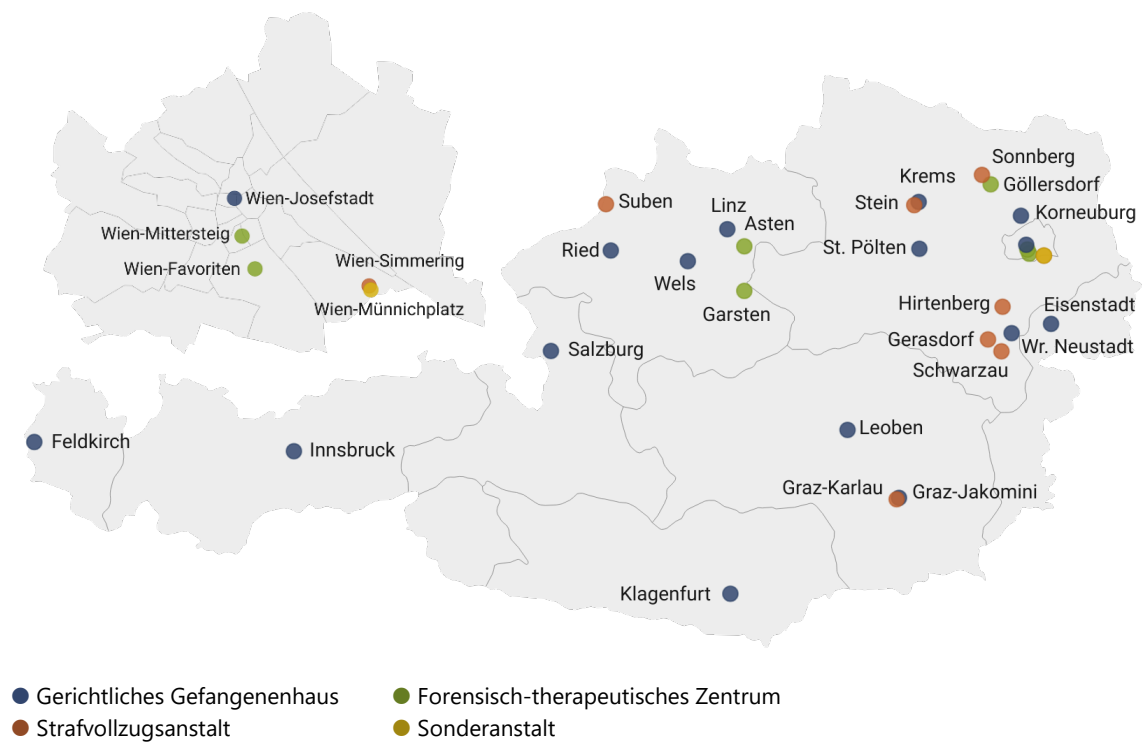 Wien-Josefstadt
Wien-Mittersteig
Wien-Favoriten
Wien-Simmering
Wien-Münnichplatz
Sonnberg
Göllersdorf
Krems
Stein
Korneuburg
Suben
Linz
Asten
Ried
Wels
St. Pölten
Garsten
Hirtenberg
Eisenstadt
Gerasdorf
Wr. Neustadt
Schwarzau
Salzburg
Feldkirch
Innsbruck
Leoben
Graz-Karlau
Graz-Jakomini
Klagenfurt
Gerichtliches Gefangenenhaus
Forensisch-therapeutisches Zentrum
Strafvollzugsanstalt
Sonderanstalt